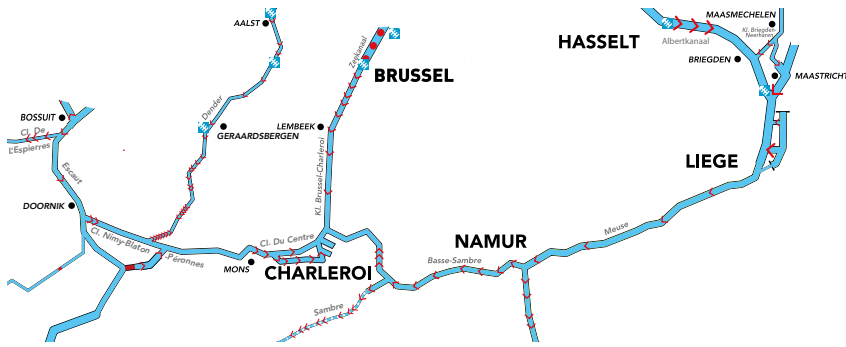 AALST
MAASMECHELEN
Kl. Briegden-
Neerharen
HASSELT
Albertkanaal
BRIEGDEN
MAASTRICHT
Zeekanaal
BRUSSEL
Dender
BOSSUIT
Cl. De
L'Espierres
GERAARDSBERGEN
LEMBEEK
Kl. Brussel-Charleroi
LIEGE
Escaut
DOORNIK
Cl. Nimy-Blaton
-Péronnes
Cl. Du Centre
MONS
CHARLEROI
NAMUR
Meuse
Basse-Sambre
Sambre